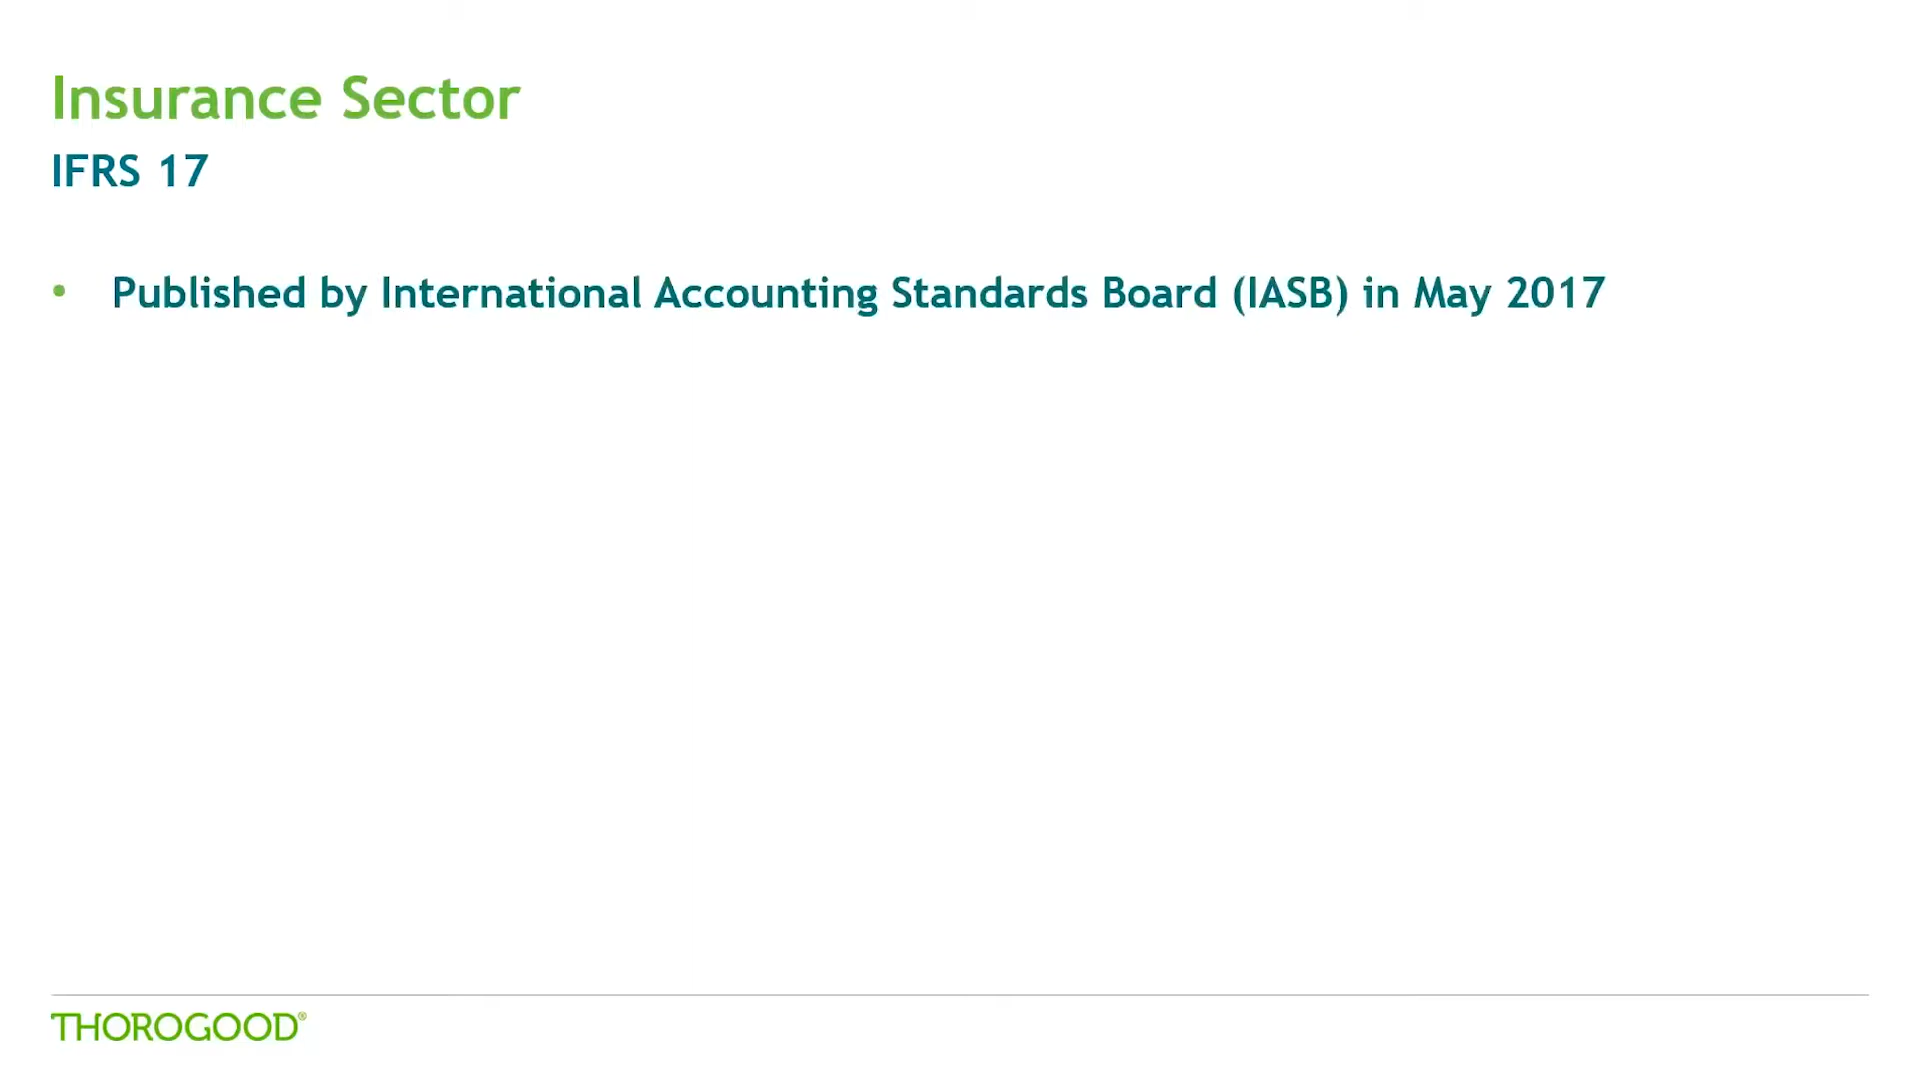 Insurance Sector
IFRS 17
• Published by International Accounting Standards Board (IASB) in May 2017
THOROGOOD®